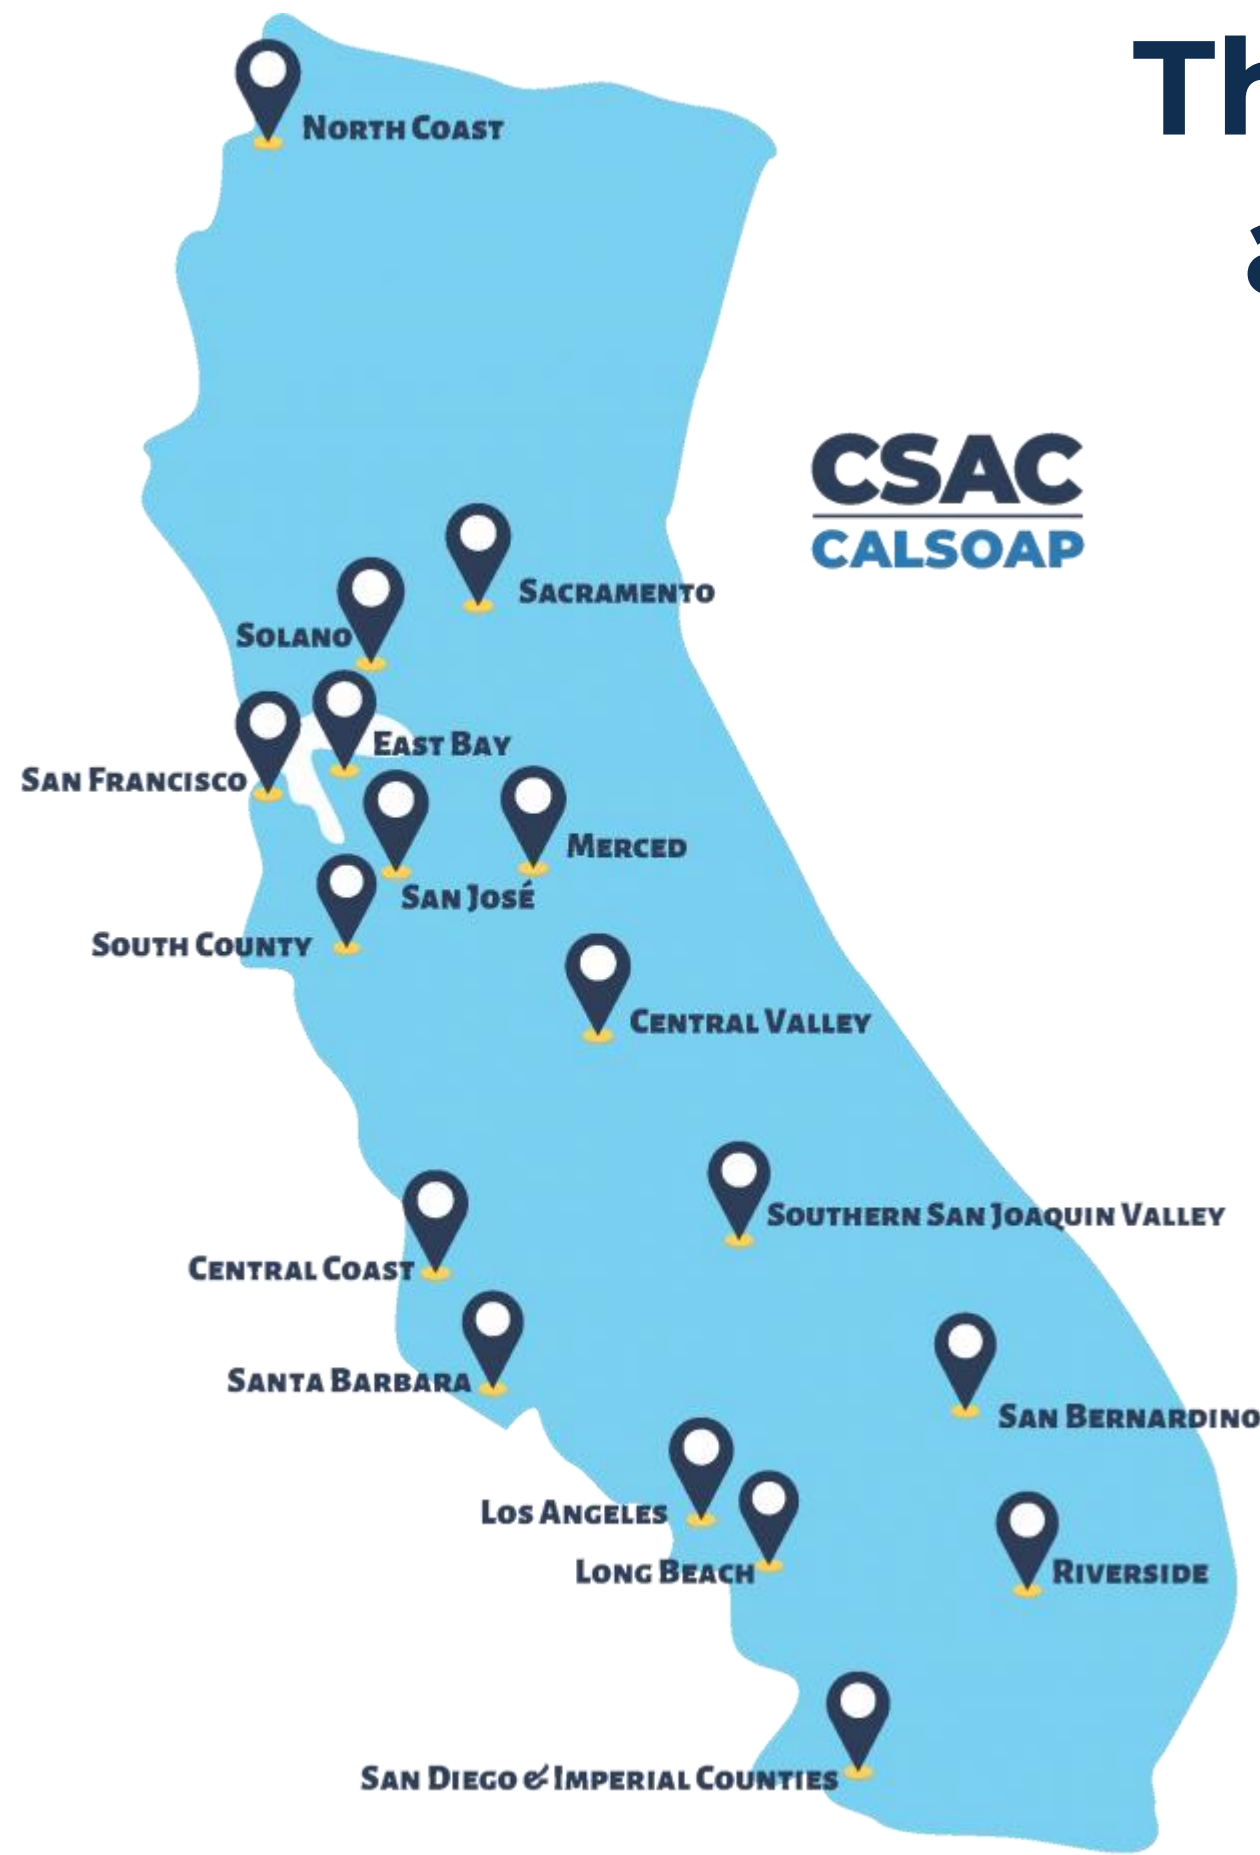 NORTH COAST
CSAC
CALSOAP
SACRAMENTO
SOLANO
EAST BAY
SAN FRANCISCO
MERCED
SAN JOSÉ
SOUTH COUNTY
CENTRAL VALLEY
SOUTHERN SAN JOAQUIN VALLEY
CENTRAL COAST
SANTA BARBARA
SAN BERNARDINO
LOS ANGELES
LONG BEACH
RIVERSIDE
SAN DIEGO & IMPERIAL COUNTIES